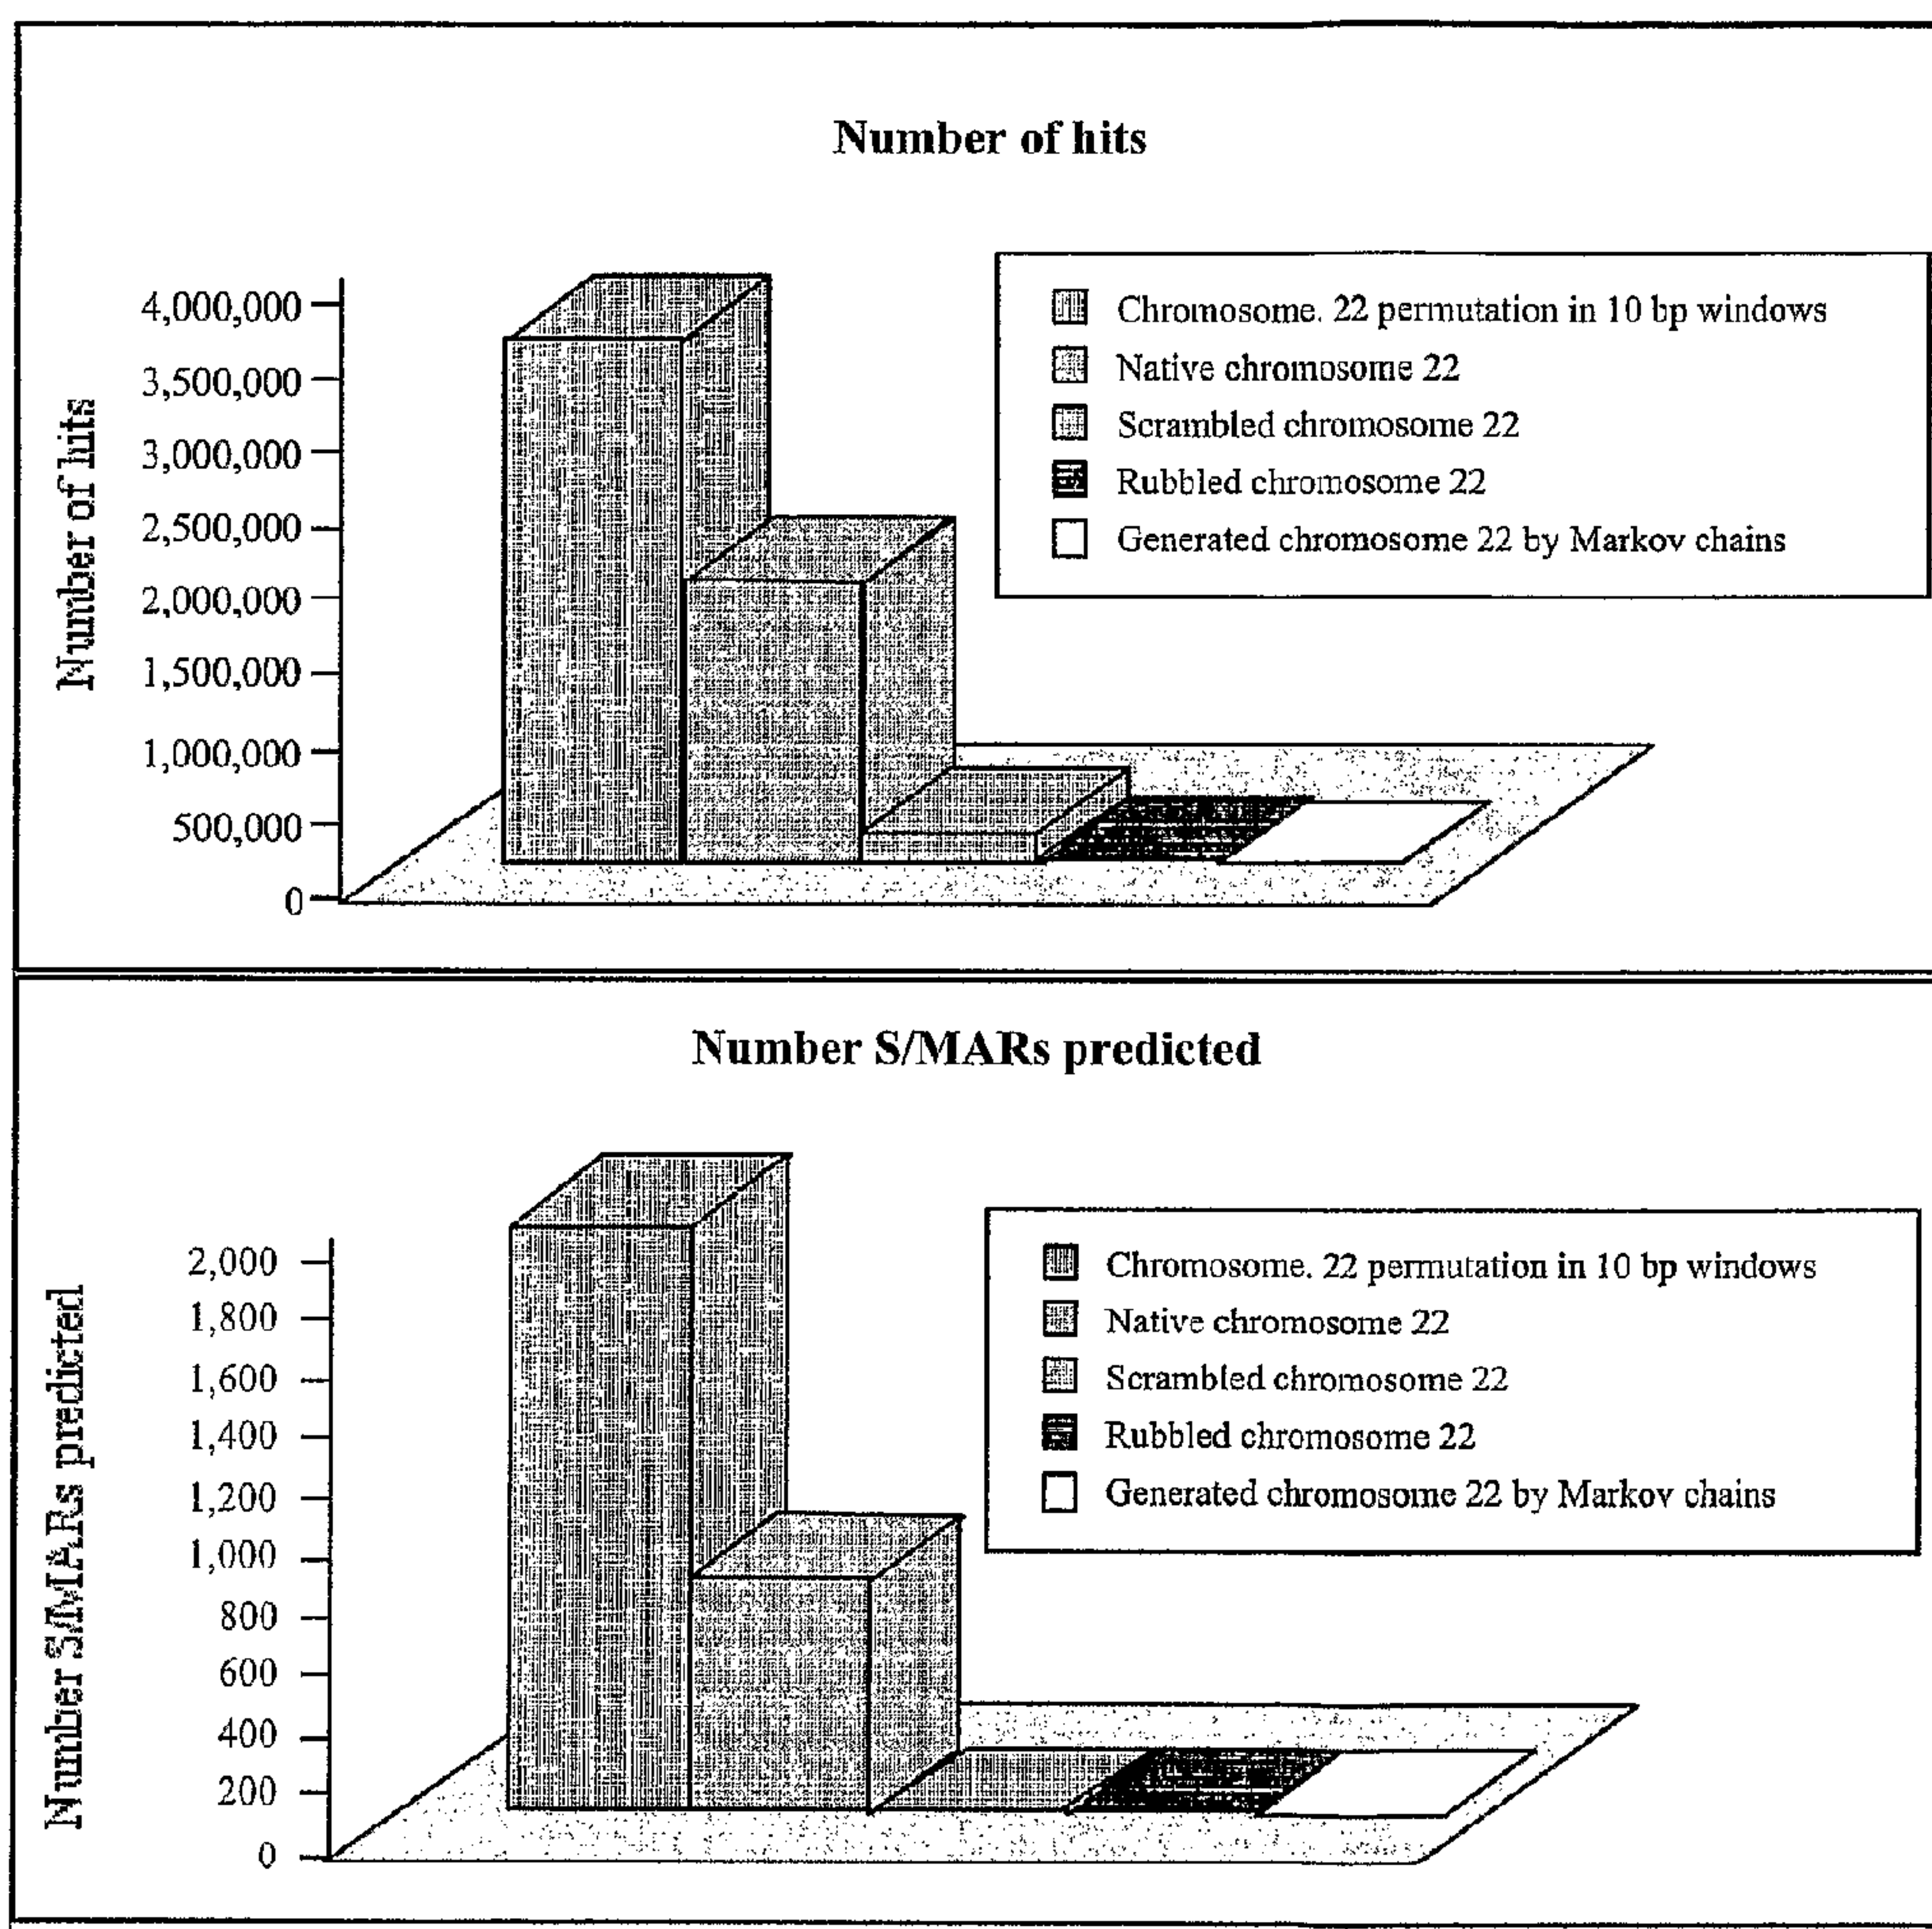 Number of hits
Number of hits
4,000,000
3,500,000
3,000,000
2,500,000
2,000,000
1,500,000
1,000,000
500,000
0
Chromosome. 22 permutation in 10 bp windows
Native chromosome 22
Scrambled chromosome 22
Rubbled chromosome 22
Generated chromosome 22 by Markov chains
Number S/MARs predicted
Number S/MARs predicted
2,000
1,800
1,600
1,400
1,200
1,000
800
600
400
200
0
Chromosome. 22 permutation in 10 bp windows
Native chromosome 22
Scrambled chromosome 22
Rubbled chromosome 22
Generated chromosome 22 by Markov chains